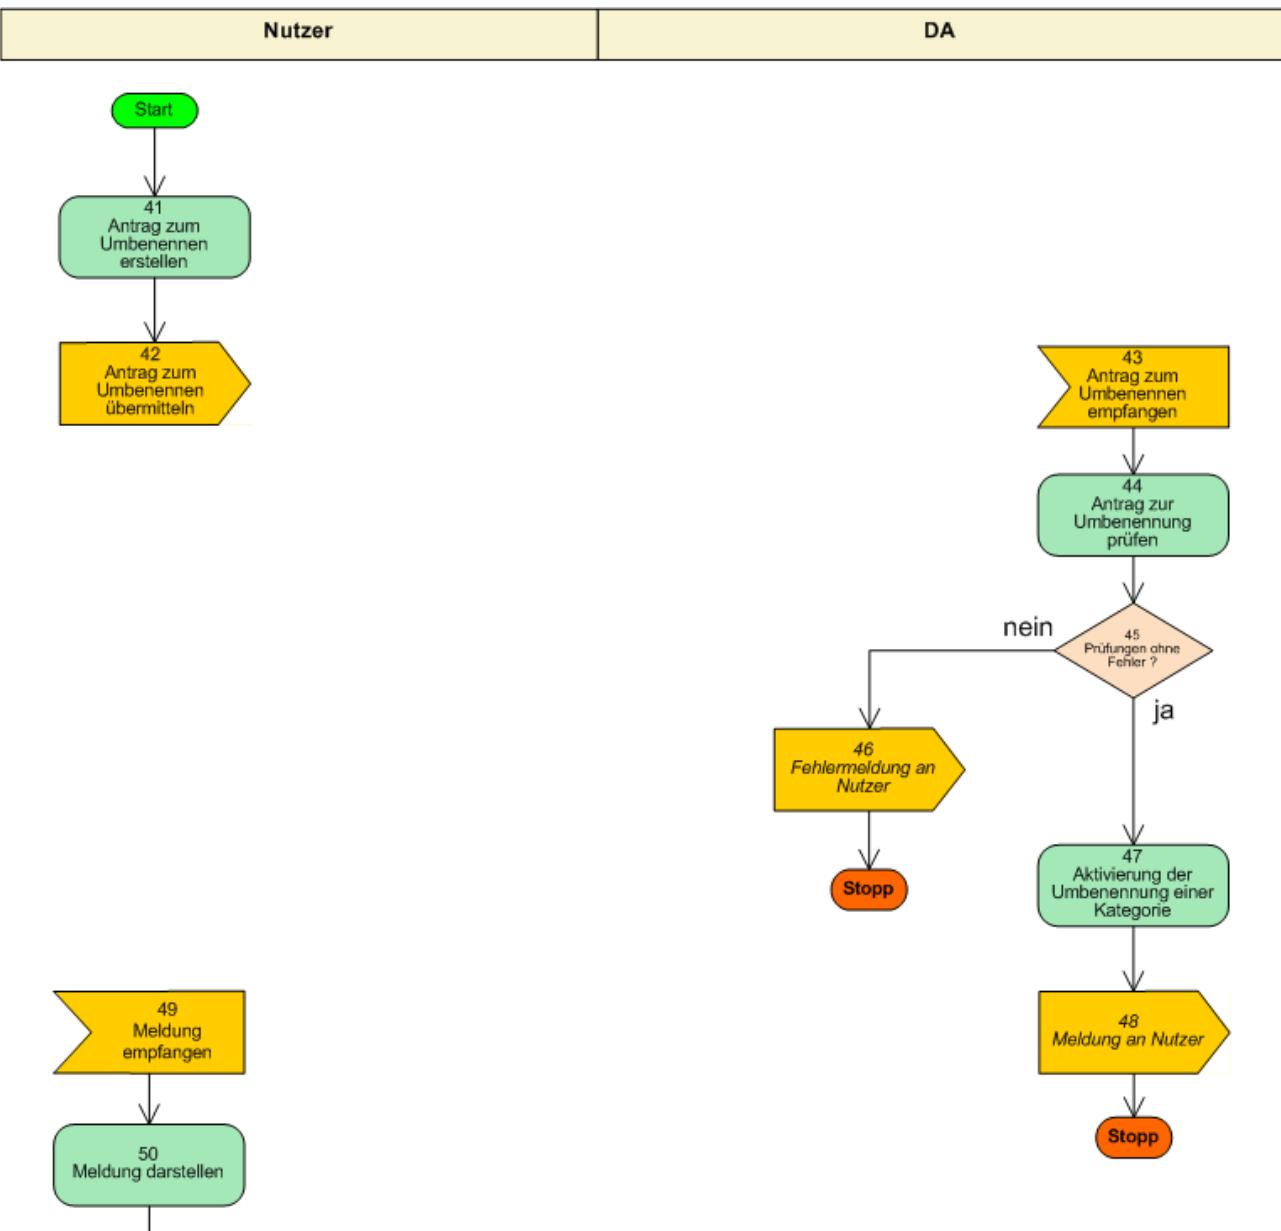 Nutzer
DA
Start
41
Antrag zum
Umbenennen
erstellen
42
Antrag zum
Umbenennen
übermitteln
43
Antrag zum
Umbenennen
empfangen
44
Antrag zur
Umbenennung
prüfen
nein
45
Prüfungen ohne
Fehler ?
ja
46
Fehlermeldung an
Nutzer
Stopp
47
Aktivierung der
Umbenennung einer
Kategorie
48
Meldung an Nutzer
Stopp
49
Meldung
empfangen
50
Meldung darstellen